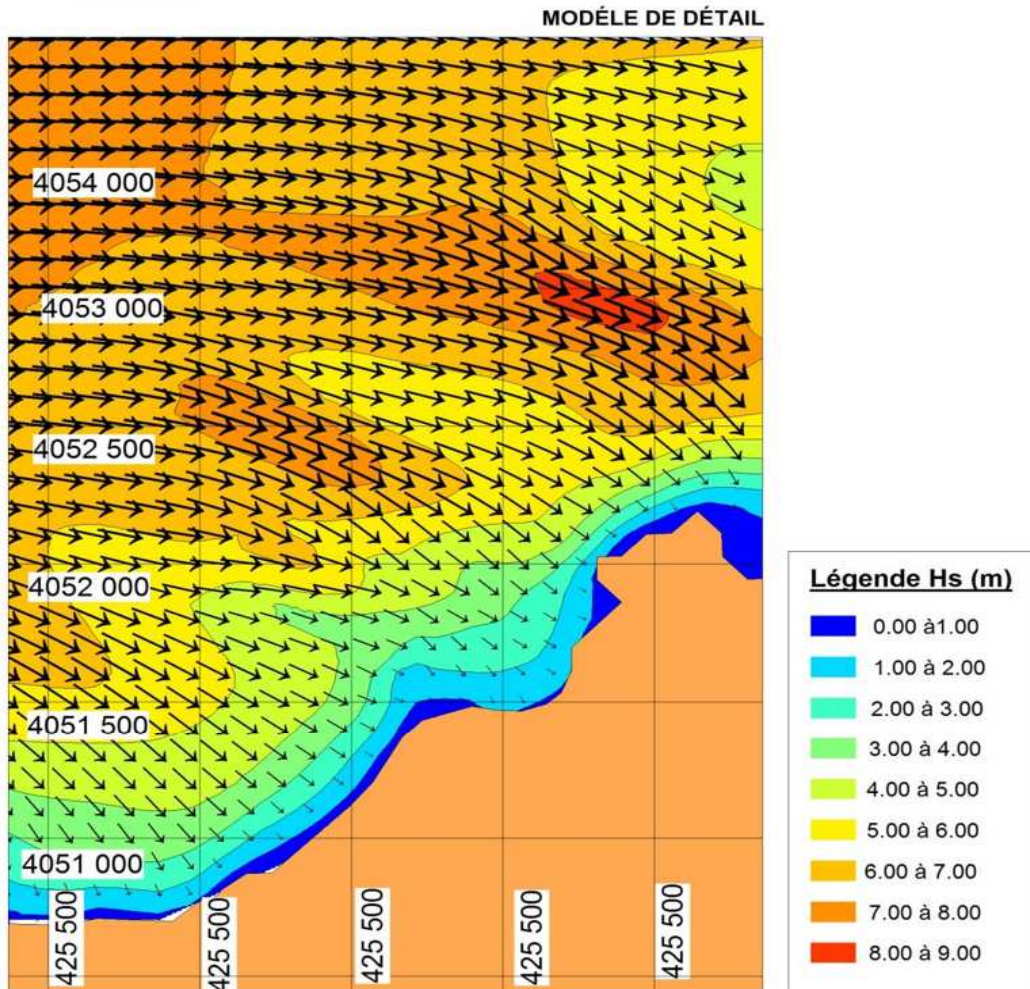 MODÉLE DE DÉTAIL
4054 000
4053 000
4052 500
4052 000
4051 500
4051 000
425 500
425 500
425 500
425 500
425 500
Légende Hs (m)
0.00 à1.00
1.00 à 2.00
2.00 à 3.00
3.00 à 4.00
4.00 à 5.00
5.00 à 6.00
6.00 à 7.00
7.00 à 8.00
8.00 à 9.00